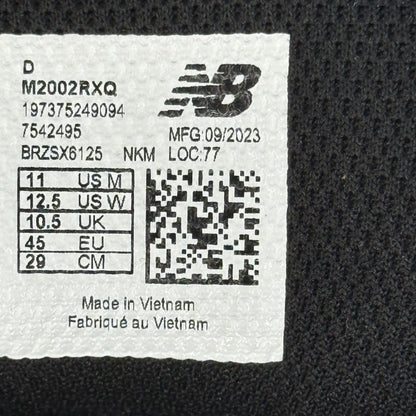 D
M2002RXQ
197375249094
7542495
BRZSX6125 NKM
NB
MFG:09/2023
LOC:77
11 US M
12.5 US W
10.5 UK
45 EU
29 CM
Made in Vietnam
Fabriqué au Vietnam